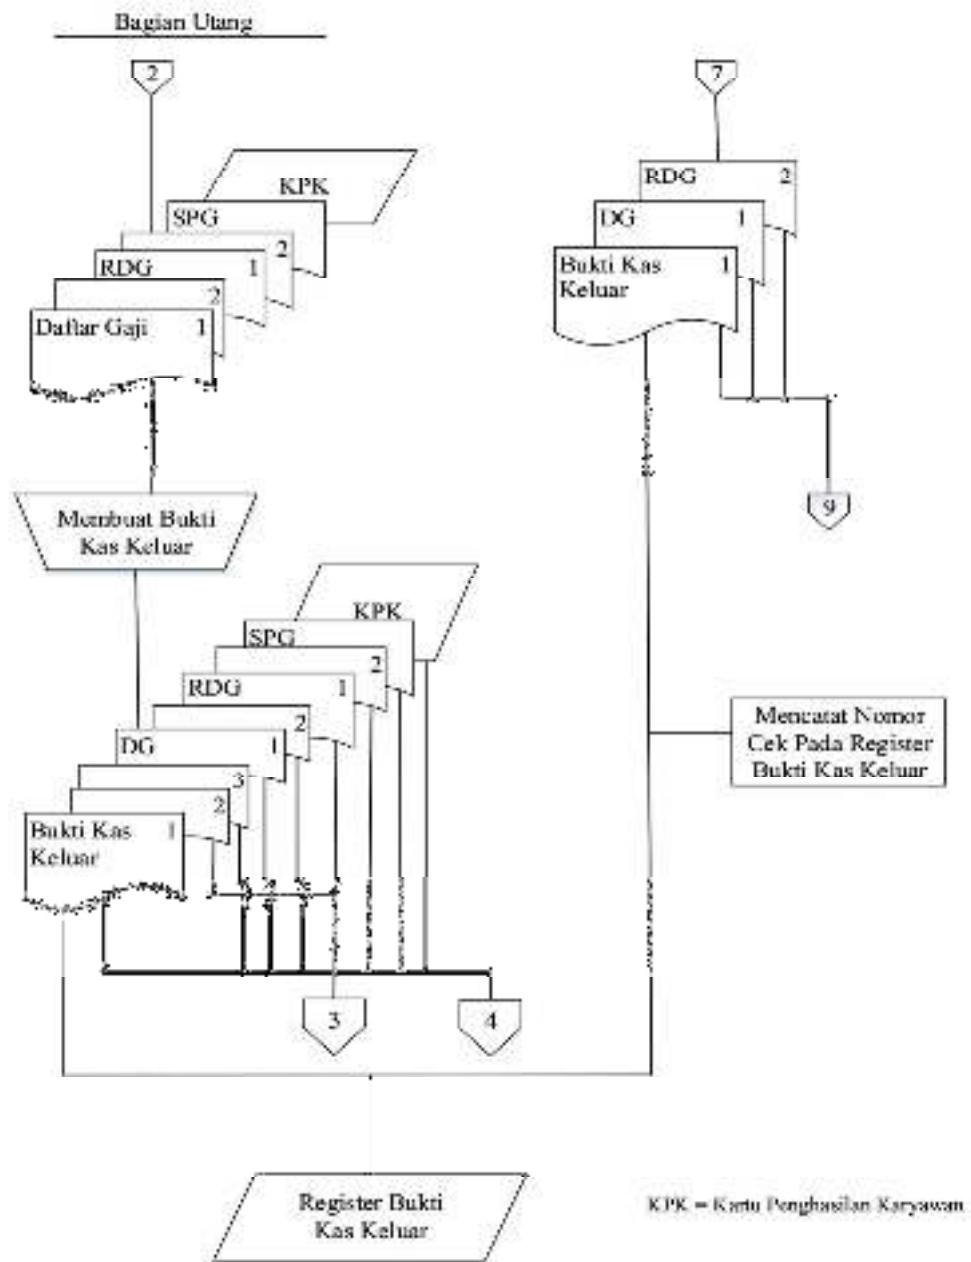 Bagian Utang
2
KPK
SPG
2
RDG 1
2
Daftar Gaji 1
Membuat Bukti
Kas Keluar
KPK
SPG
2
RDG 1
2
DG 1
3
2
Bukti Kas 1
Keluar
3
4
7
RDG 2
DG 1
Bukti Kas 1
Keluar
9
Mencatat Nomor
Cek Pada Register
Bukti Kas Keluar
Register Bukti
Kas Keluar
KPK = Kartu Penghasilan Karyawan